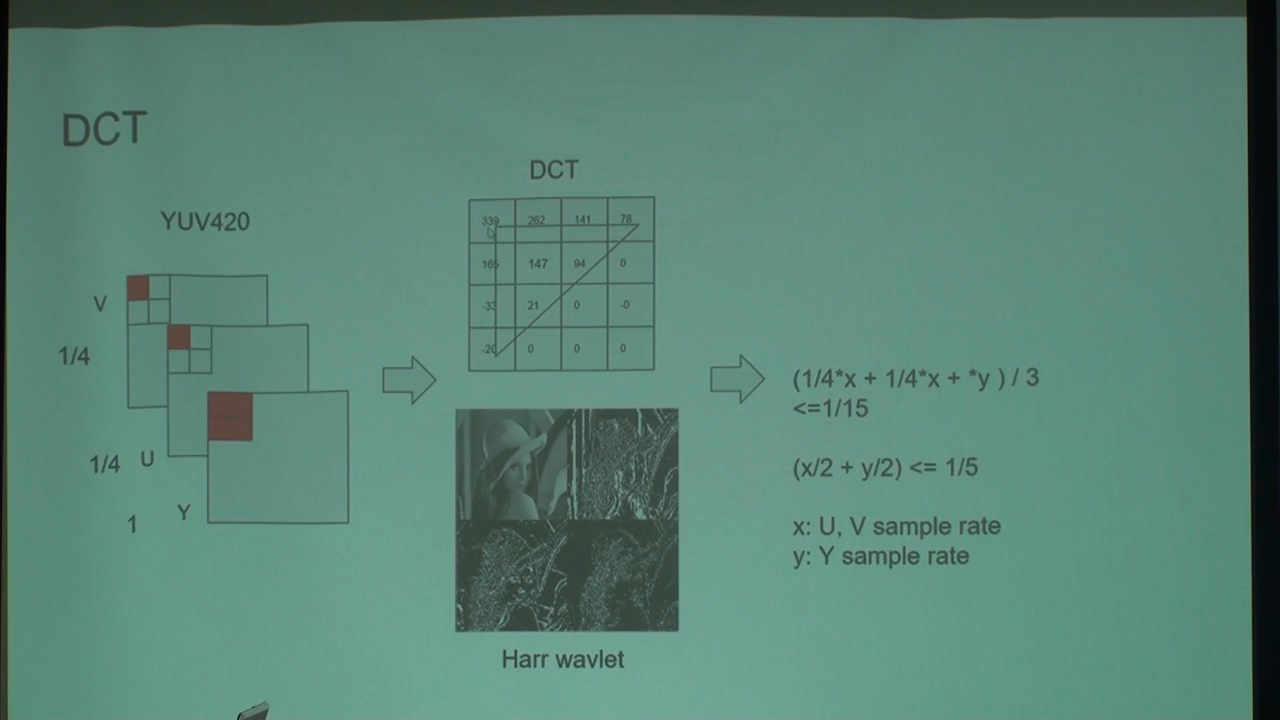 DCT
YUV420
V
1/4
1/4 U
1 Y
DCT
339 262 141 78
165 147 94 0
-33 21 0 -0
-20 0 0 0
Harr wavlet
(1/4*x + 1/4*x + *y ) / 3
<=1/15
(x/2 + y/2) <= 1/5
x: U, V sample rate
y: Y sample rate